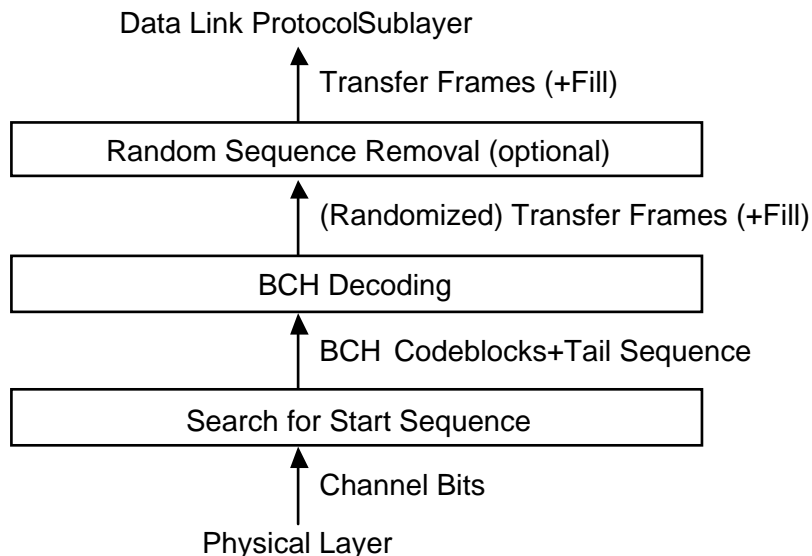 Data Link ProtocolSublayer
Transfer Frames (+Fill)
Random Sequence Removal (optional)
(Randomized) Transfer Frames (+Fill)
BCH Decoding
BCH Codeblocks+Tail Sequence
Search for Start Sequence
Channel Bits
Physical Layer